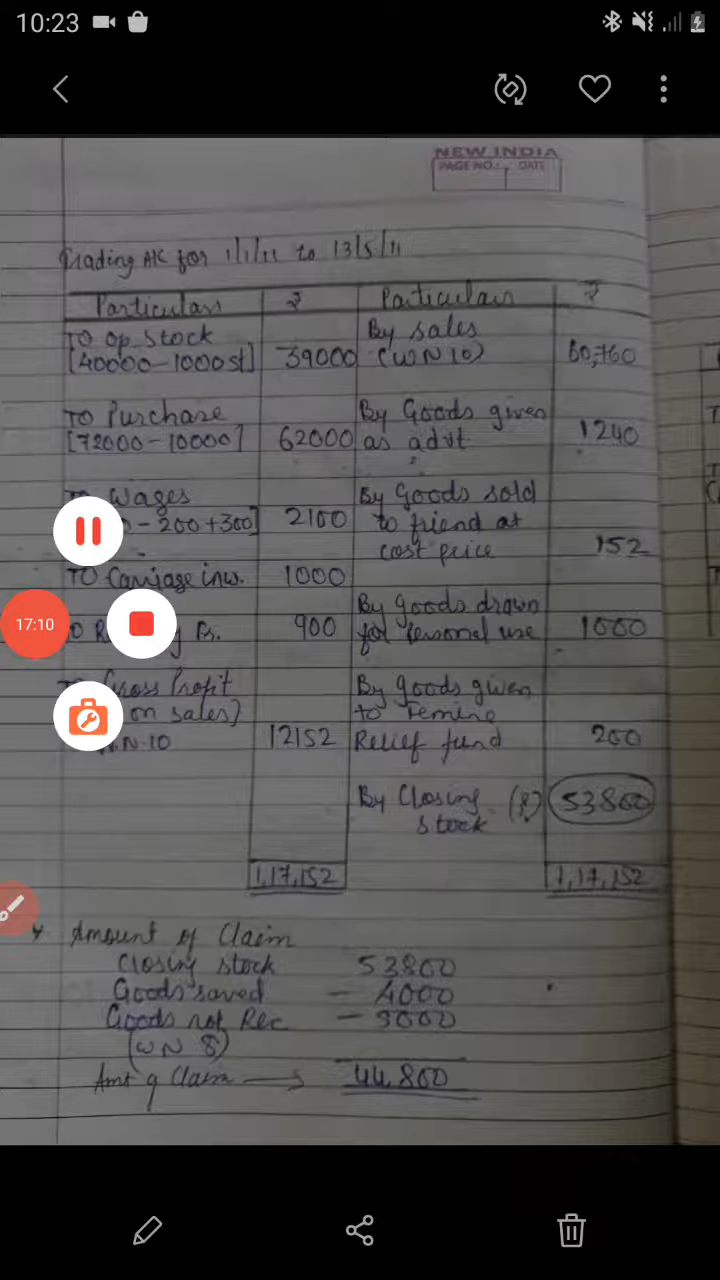 10:23
NEW INDIA
PAGE NO.: DATE
Trading A/C for 1/1/11 to 13/5/11
Particulars ₹ Particulars ₹
To Op. Stock By sales
[40000-1000st] 39000 (WN 10) 60,760
To Purchase By Goods given
[72000-10000] 62000 as advt 1240
Wages By Goods sold
- 200 + 300] 2100 to friend at
cost price 152
To Carriage inw. 1000
By goods drawn
900 for Personal use 1000
Gross Profit By goods given
on sales) to Femine
W.N.10 12152 Relief fund 200
By Closing (?) 53800
stock
1,17,152 1,17,152
Amount of Claim
Closing stock 53800
Goods saved - 4000
Goods not Rec - 5000
(WN 8)
Amt of Claim → 44,800
17:10